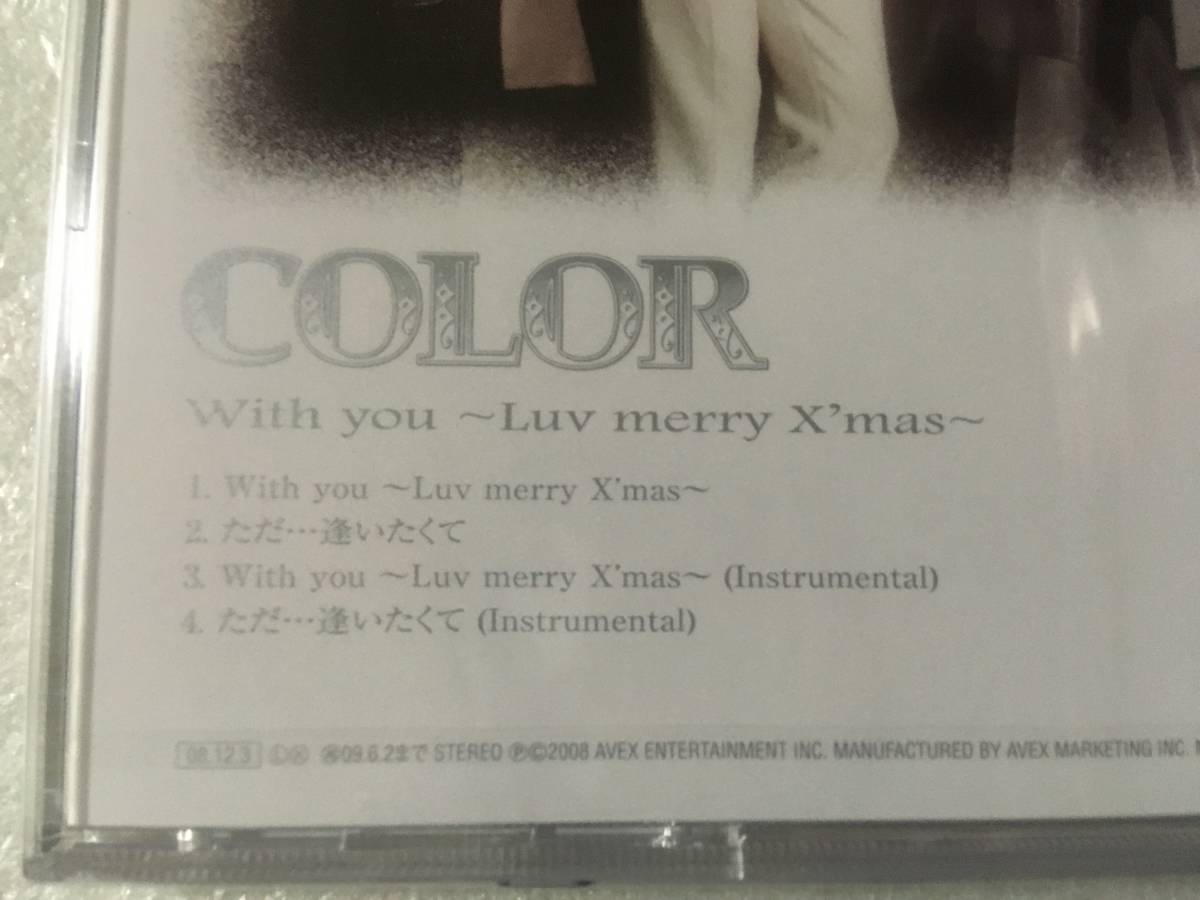 COLOR
With you ～Luv merry X'mas～
1. With you ～Luv merry X'mas～
2. ただ…逢いたくて
3. With you ～Luv merry X'mas～ (Instrumental)
4. ただ…逢いたくて (Instrumental)
08.12.3 09.6.2まで STEREO ℗©2008 AVEX ENTERTAINMENT INC. MANUFACTURED BY AVEX MARKETING INC.